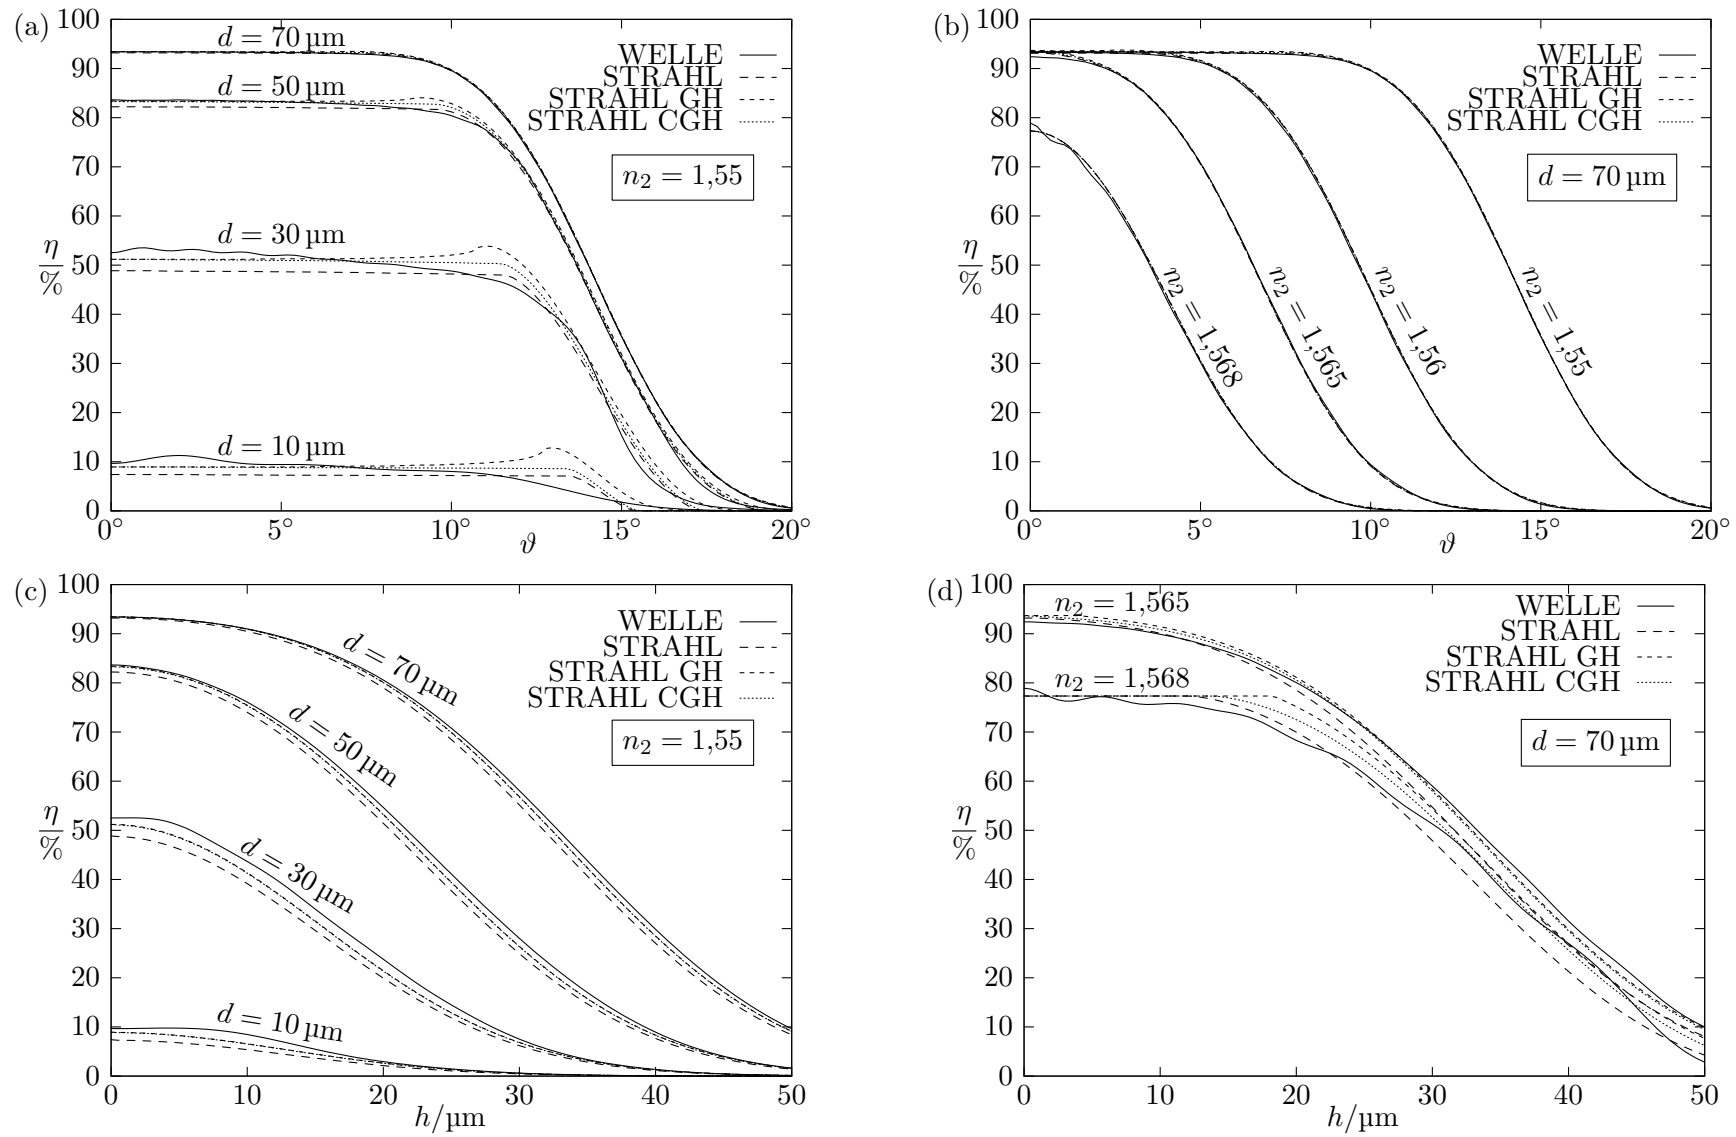 (a)
100
90
80
70
60
50
40
30
20
10
0
η/%
d = 70 µm
d = 50 µm
d = 30 µm
d = 10 µm
WELLE
STRAHL
STRAHL GH
STRAHL CGH
n₂ = 1,55
0° 5° 10° 15° 20°
ϑ
(b)
100
90
80
70
60
50
40
30
20
10
0
η/%
WELLE
STRAHL
STRAHL GH
STRAHL CGH
d = 70 µm
n₂ = 1,568
n₂ = 1,565
n₂ = 1,56
n₂ = 1,55
0° 5° 10° 15° 20°
ϑ
(c)
100
90
80
70
60
50
40
30
20
10
0
η/%
d = 70 µm
d = 50 µm
d = 30 µm
d = 10 µm
WELLE
STRAHL
STRAHL GH
STRAHL CGH
n₂ = 1,55
0 10 20 30 40 50
h/µm
(d)
100
90
80
70
60
50
40
30
20
10
0
η/%
n₂ = 1,565
n₂ = 1,568
WELLE
STRAHL
STRAHL GH
STRAHL CGH
d = 70 µm
0 10 20 30 40 50
h/µm